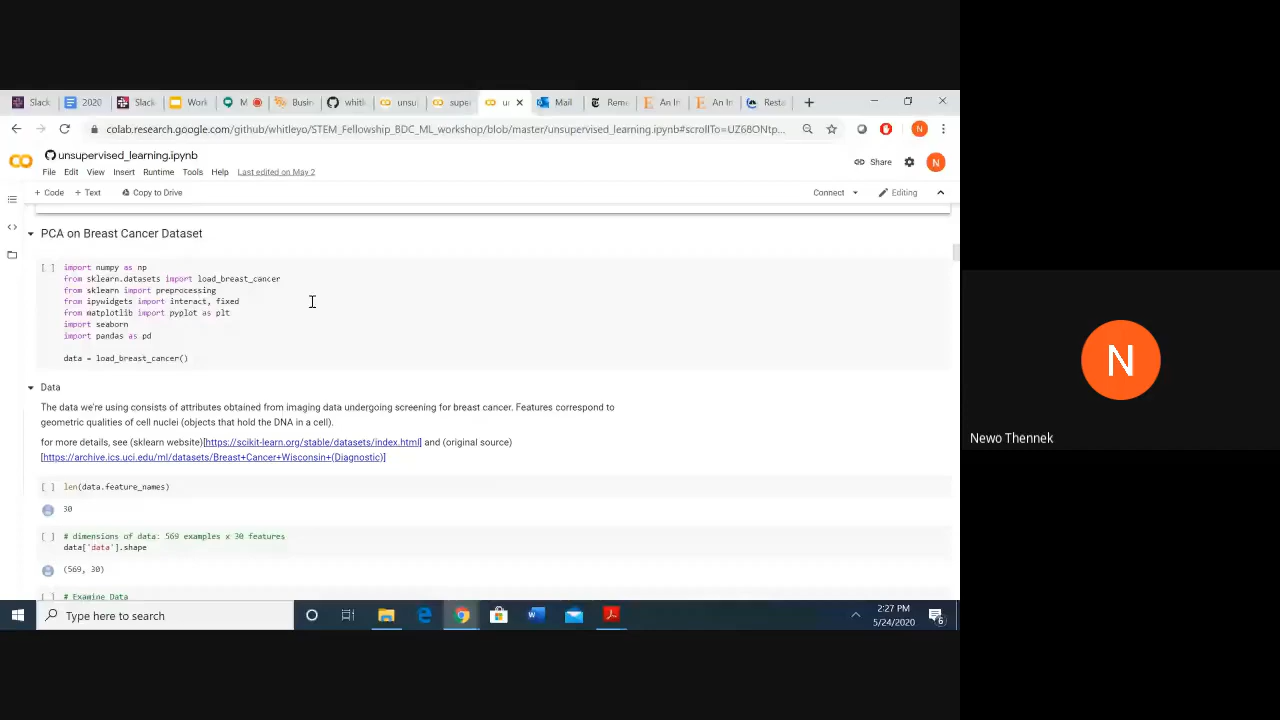 Slack
2020
Slack
Work
M
Busin
whitl
unsu
super
un
Mail
Reme
An In
An In
Resta
colab.research.google.com/github/whitleyo/STEM_Fellowship_BDC_ML_workshop/blob/master/unsupervised_learning.ipynb#scrollTo=UZ68ONtp...
N
unsupervised_learning.ipynb
File Edit View Insert Runtime Tools Help Last edited on May 2
Share
N
+ Code + Text Copy to Drive
Connect
Editing
PCA on Breast Cancer Dataset
[ ] import numpy as np
from sklearn.datasets import load_breast_cancer
from sklearn import preprocessing
from ipywidgets import interact, fixed
from matplotlib import pyplot as plt
import seaborn
import pandas as pd
data = load_breast_cancer()
Data
The data we're using consists of attributes obtained from imaging data undergoing screening for breast cancer. Features correspond to
geometric qualities of cell nuclei (objects that hold the DNA in a cell).
for more details, see (sklearn website)[https://scikit-learn.org/stable/datasets/index.html] and (original source)
[https://archive.ics.uci.edu/ml/datasets/Breast+Cancer+Wisconsin+(Diagnostic)]
[ ] len(data.feature_names)
30
[ ] # dimensions of data: 569 examples x 30 features
data['data'].shape
(569, 30)
[ ] # Examine Data
Type here to search
2:27 PM
5/24/2020
6
N
Newo Thennek